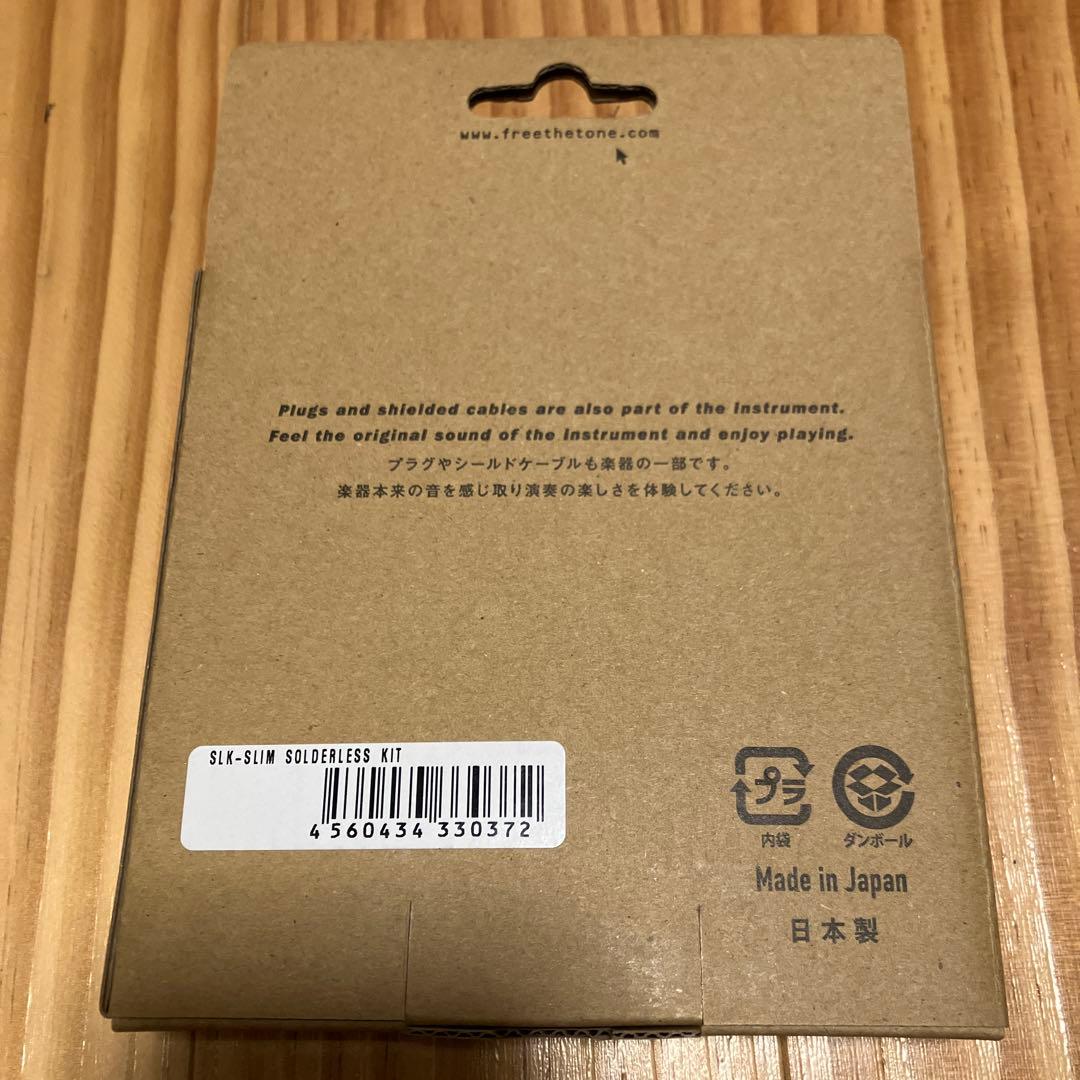 www.freethetone.com
Plugs and shielded cables are also part of the instrument.
Feel the original sound of the instrument and enjoy playing.
プラグやシールドケーブルも楽器の一部です。
楽器本来の音を感じ取り演奏の楽しさを体験してください。
SLK-SLIM SOLDERLESS KIT
4 560434 330372
プラ
内袋
ダンボール
Made in Japan
日本製